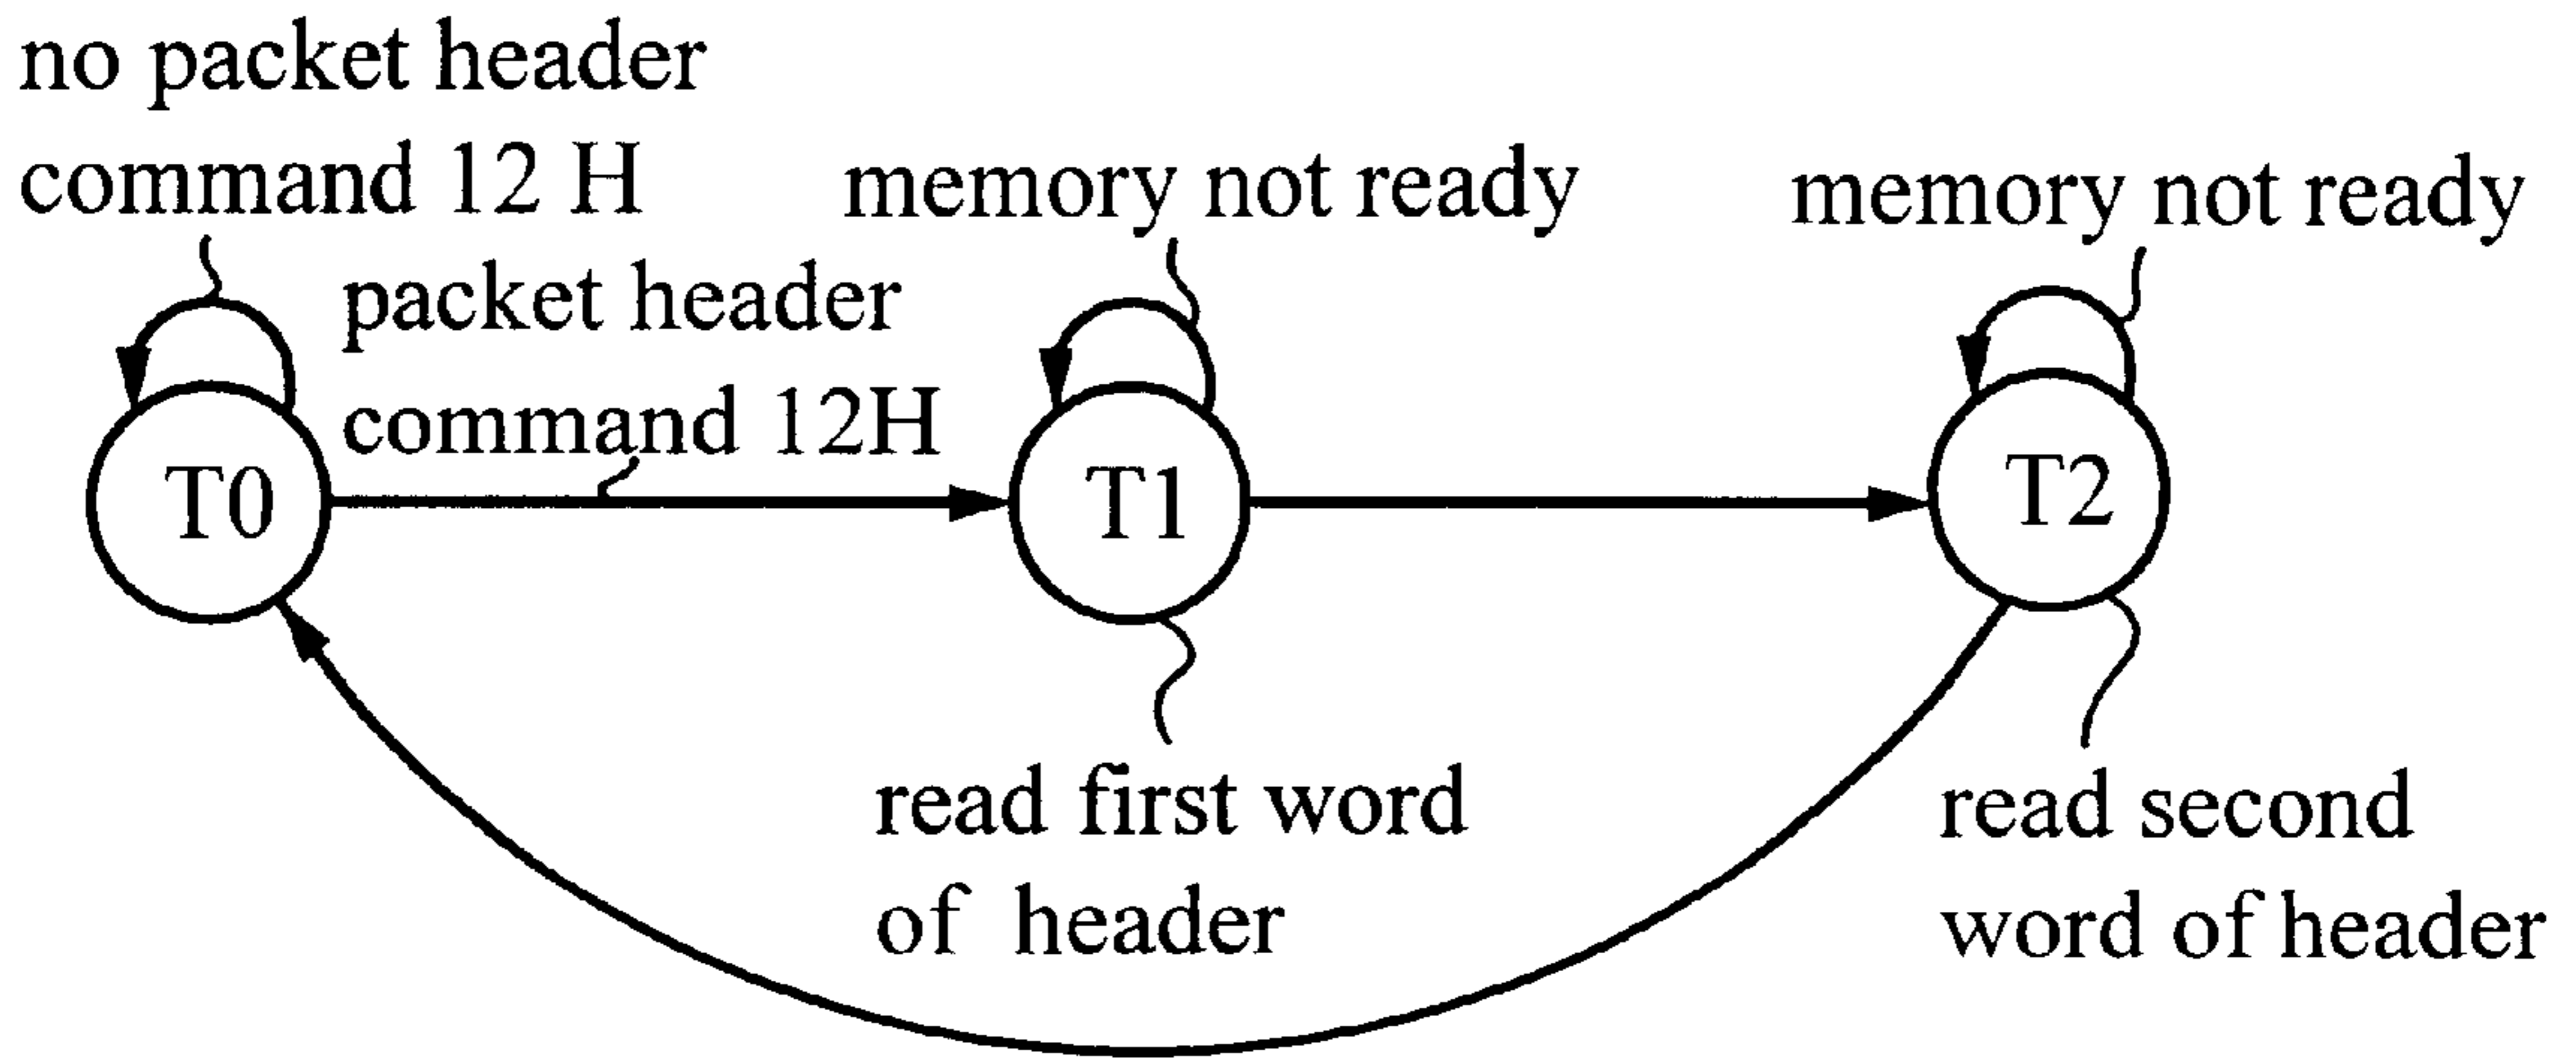 no packet header
command 12 H
packet header
command 12H
memory not ready
memory not ready
T0
T1
T2
read first word
of header
read second
word of header